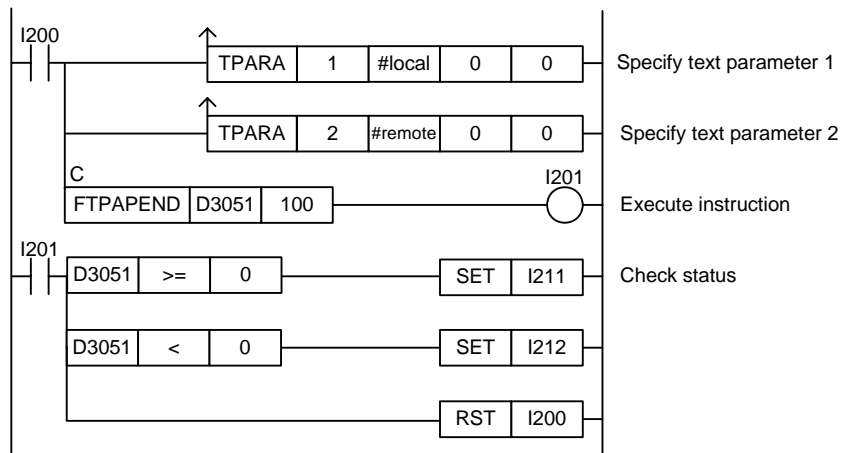 I200
TPARA 1 #local 0 0 Specify text parameter 1
TPARA 2 #remote 0 0 Specify text parameter 2
C I201
FTPAPEND D3051 100 Execute instruction
I201
D3051 >= 0 SET I211 Check status
D3051 < 0 SET I212
RST I200